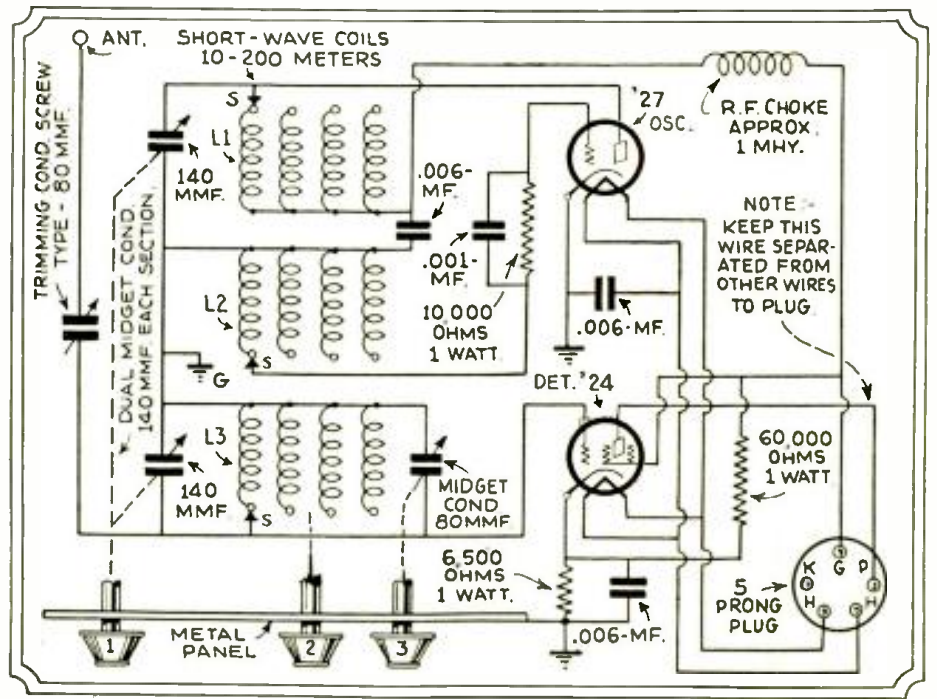 ANT.
SHORT-WAVE COILS
10-200 METERS
TRIMMING COND. SCREW
TYPE - 80 MMF.
S
L1
140
MMF.
.006-
MF.
'27
OSC.
R.F. CHOKE
APPROX.
1 MHY.
DUAL MIDGET COND.
140 MMF. EACH SECTION.
L2
S
G
.001-
MF.
10,000
OHMS
1 WATT.
.006-MF.
NOTE:-
KEEP THIS
WIRE SEPAR-
ATED FROM
OTHER WIRES
TO PLUG.
DET. '24
L3
140
MMF.
S
MIDGET
COND
80MMF
60,000
OHMS
1 WATT
6,500
OHMS
1 WATT.
.006-MF.
5
PRONG
PLUG
K
G
P
H
H
METAL
PANEL
1
2
3